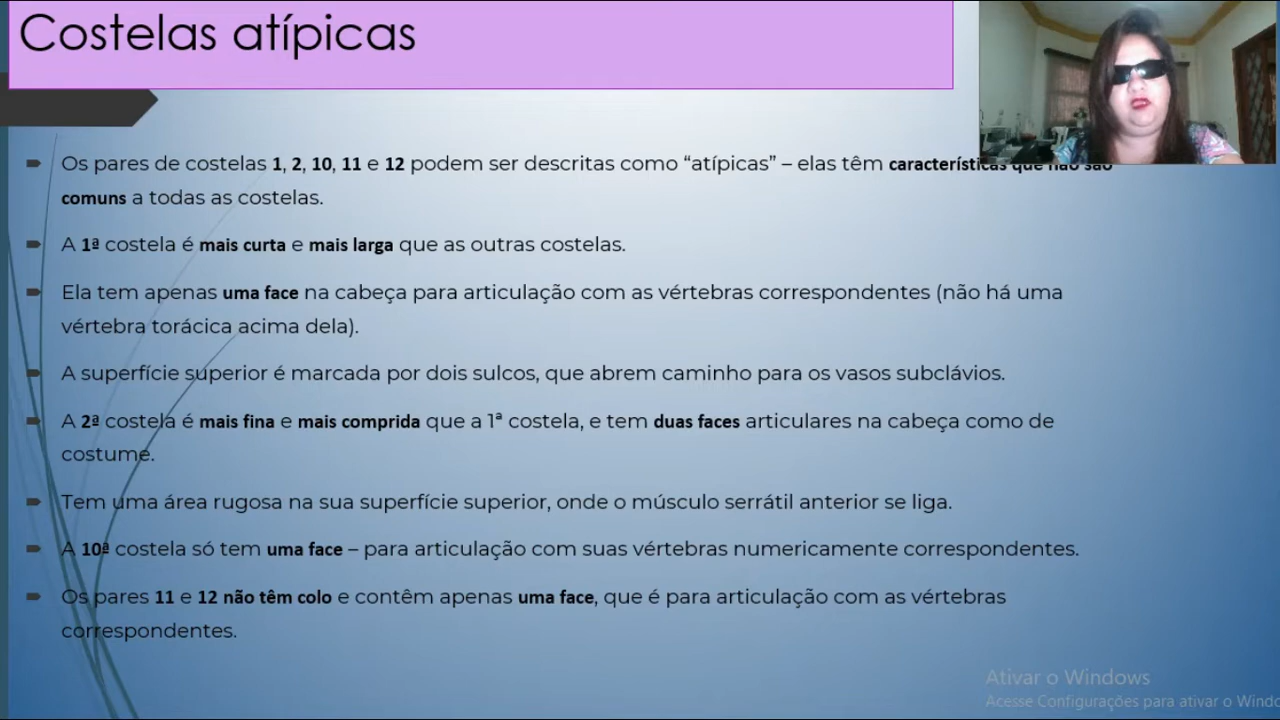 Costelas atípicas
Os pares de costelas 1, 2, 10, 11 e 12 podem ser descritas como “atípicas” – elas têm características que não são
comuns a todas as costelas.
A 1ª costela é mais curta e mais larga que as outras costelas.
Ela tem apenas uma face na cabeça para articulação com as vértebras correspondentes (não há uma
vértebra torácica acima dela).
A superfície superior é marcada por dois sulcos, que abrem caminho para os vasos subclávios.
A 2ª costela é mais fina e mais comprida que a 1ª costela, e tem duas faces articulares na cabeça como de
costume.
Tem uma área rugosa na sua superfície superior, onde o músculo serrátil anterior se liga.
A 10ª costela só tem uma face – para articulação com suas vértebras numericamente correspondentes.
Os pares 11 e 12 não têm colo e contêm apenas uma face, que é para articulação com as vértebras
correspondentes.
Ativar o Windows
Acesse Configurações para ativar o Windo